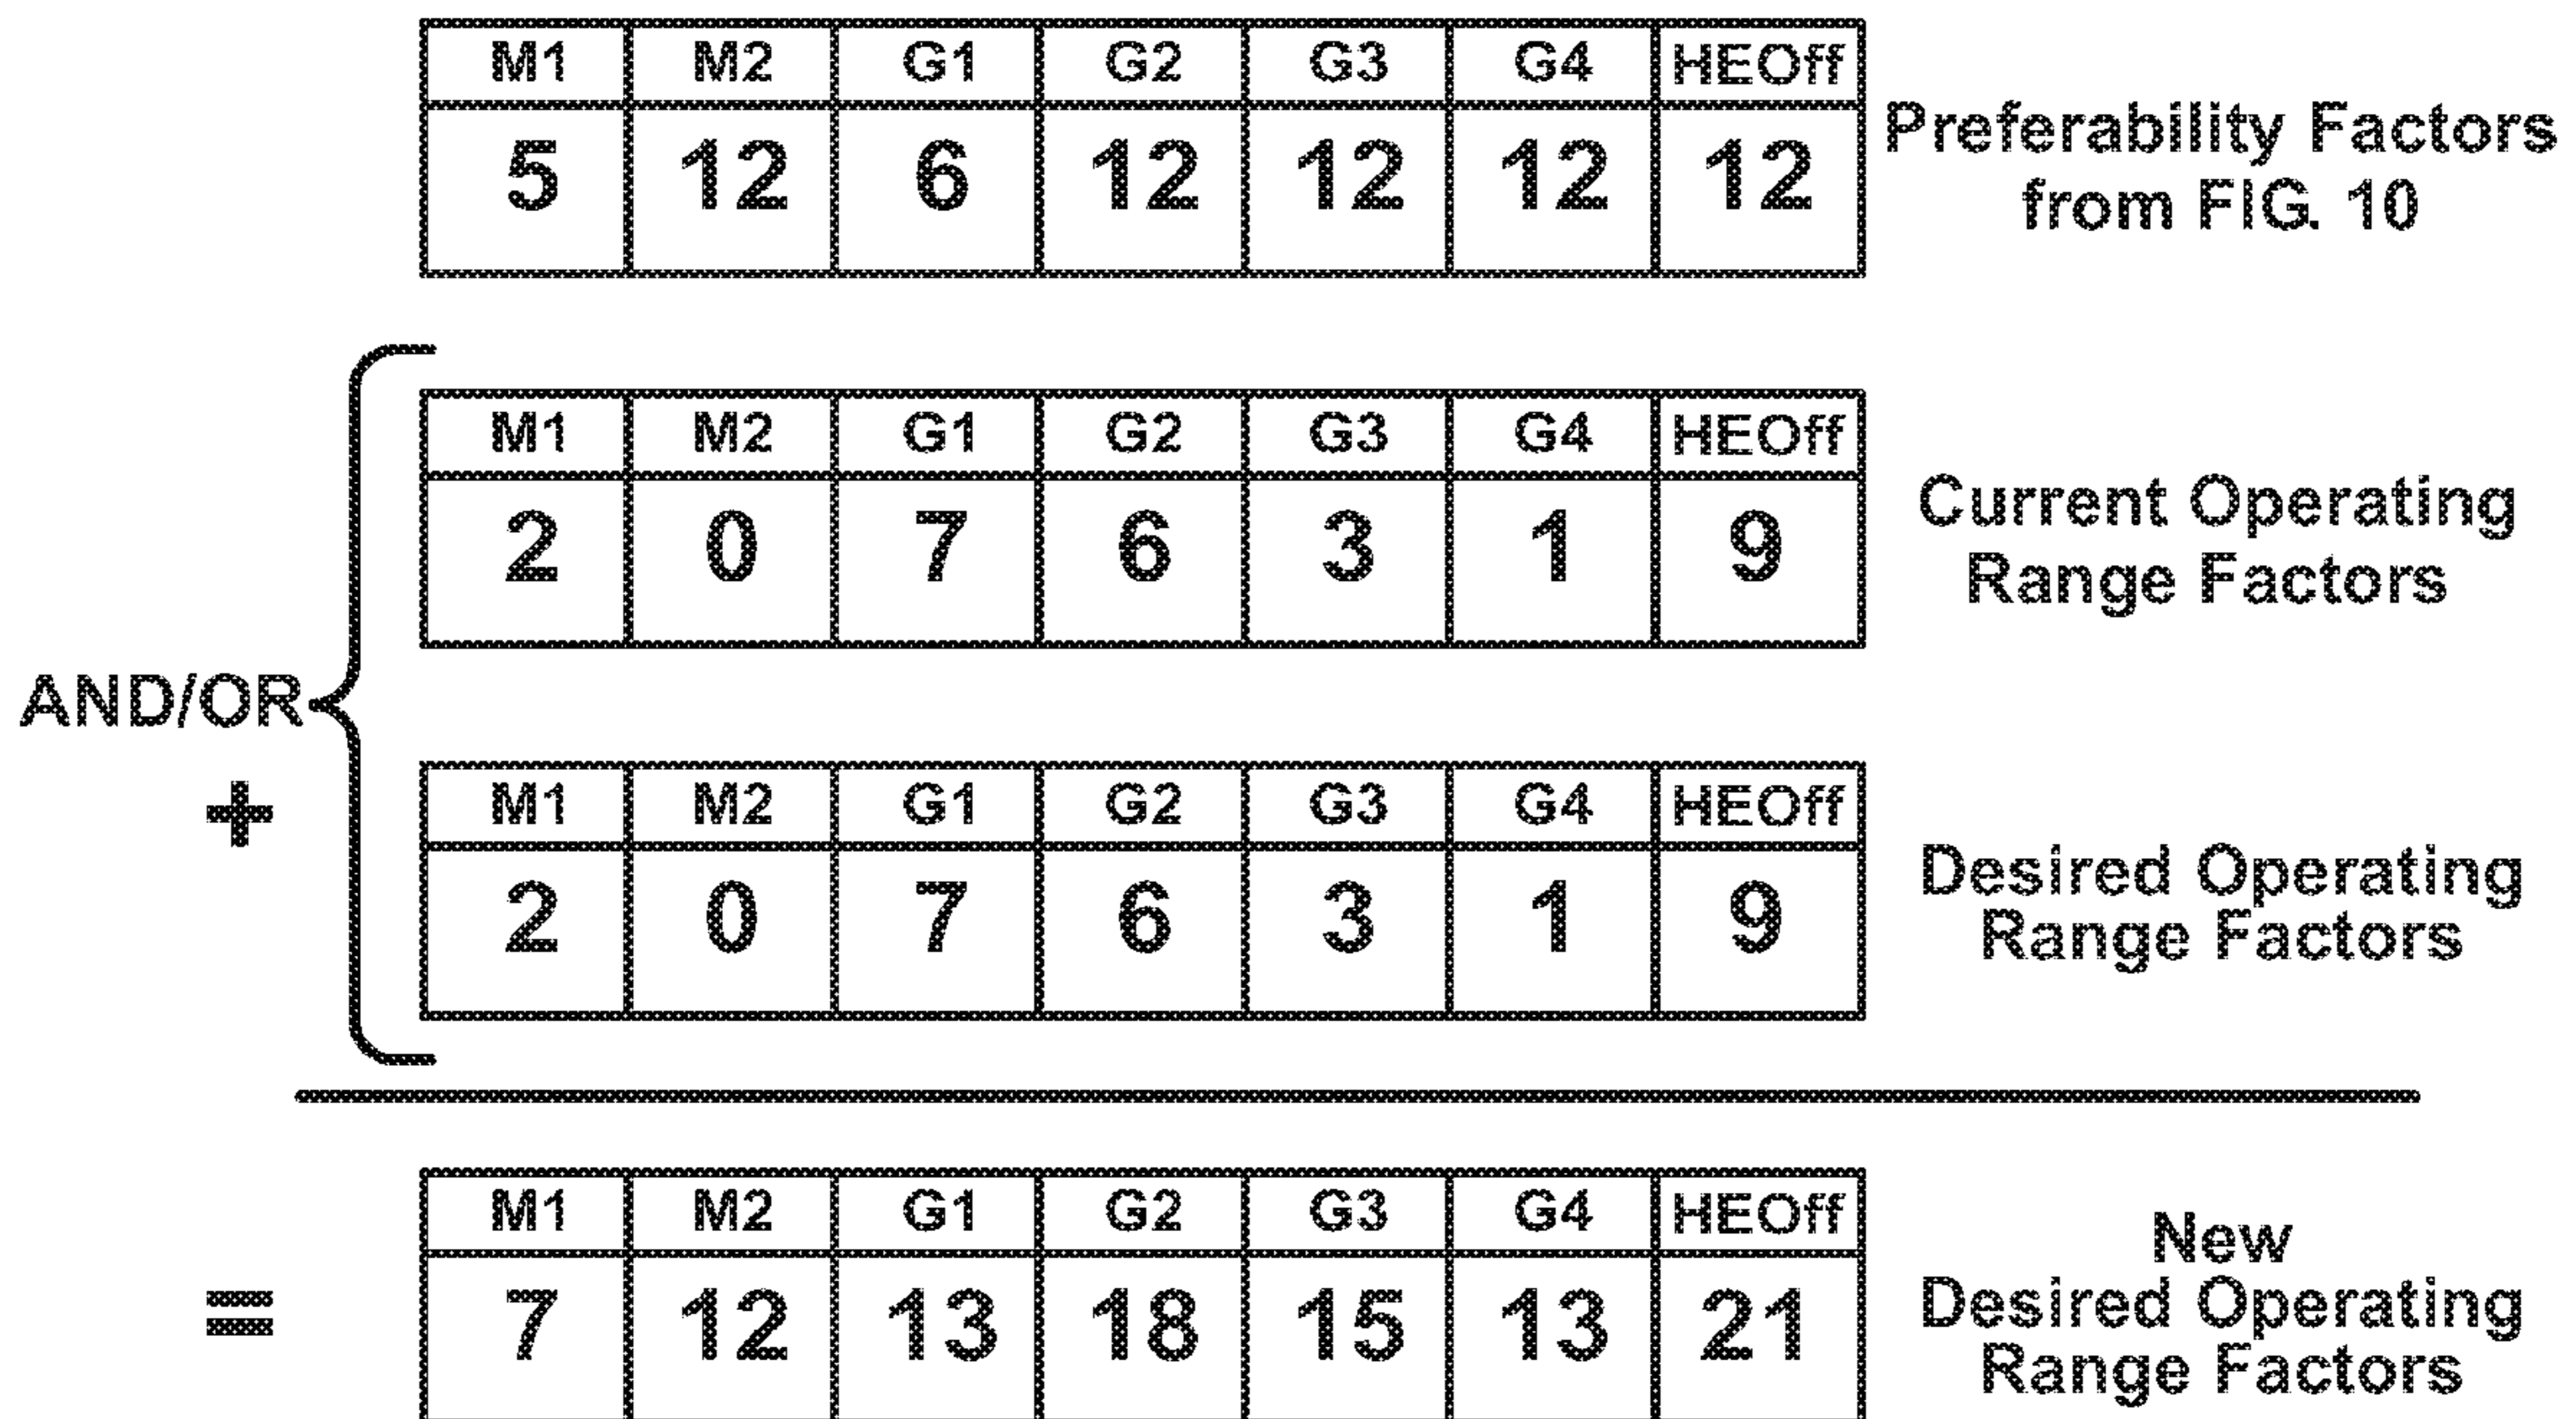 M1 M2 G1 G2 G3 G4 HEOff
5 12 6 12 12 12 12
Preferability Factors
from FIG. 10
M1 M2 G1 G2 G3 G4 HEOff
2 0 7 6 3 1 9
Current Operating
Range Factors
AND/OR
+
M1 M2 G1 G2 G3 G4 HEOff
2 0 7 6 3 1 9
Desired Operating
Range Factors
=
M1 M2 G1 G2 G3 G4 HEOff
7 12 13 18 15 13 21
New
Desired Operating
Range Factors